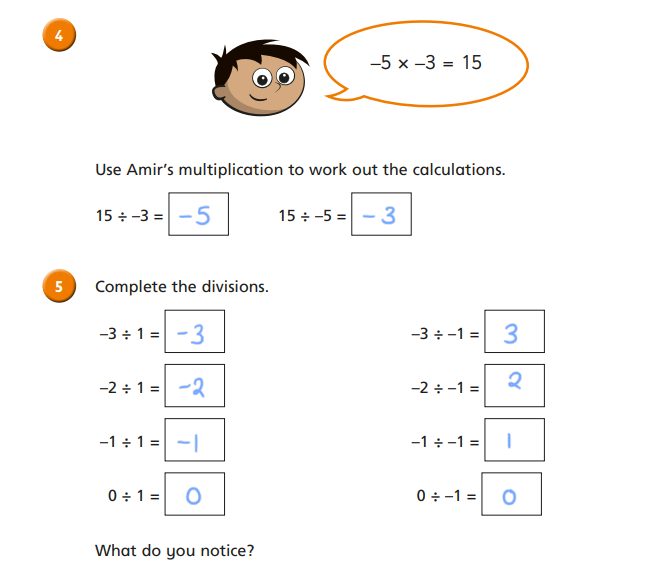 4
–5 × –3 = 15
Use Amir's multiplication to work out the calculations.
15 ÷ –3 = –5 15 ÷ –5 = –3
5 Complete the divisions.
–3 ÷ 1 = –3 –3 ÷ –1 = 3
–2 ÷ 1 = –2 –2 ÷ –1 = 2
–1 ÷ 1 = –1 –1 ÷ –1 = 1
0 ÷ 1 = 0 0 ÷ –1 = 0
What do you notice?